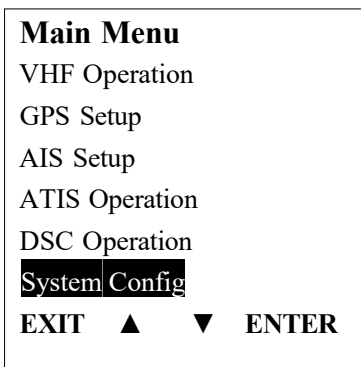 Main Menu
VHF Operation
GPS Setup
AIS Setup
ATIS Operation
DSC Operation
System Config
EXIT ▲ ▼ ENTER